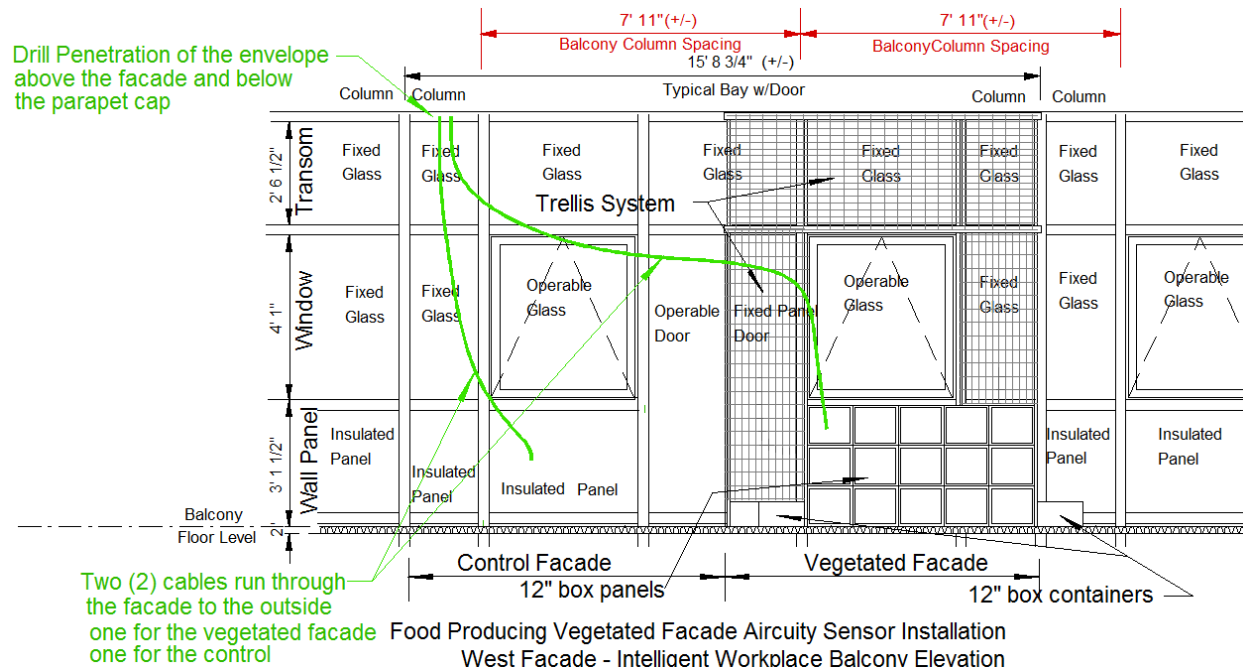 7' 11"(+/-)
7' 11"(+/-)
Balcony Column Spacing
BalconyColumn Spacing
Drill Penetration of the envelope
above the facade and below
the parapet cap
15' 8 3/4" (+/-)
Typical Bay w/Door
Column
Column
Column
Column
2' 6 1/2"
Transom
Fixed
Glass
Fixed
Glass
Fixed
Glass
Fixed
Glass
Fixed
Glass
Fixed
Glass
Fixed
Glass
Fixed
Glass
Trellis System
4' 1"
Window
Fixed
Glass
Fixed
Glass
Operable
Glass
Operable
Door
Fixed Panel
Door
Operable
Glass
Fixed
Glass
Fixed
Glass
Operable
Glass
3' 1 1/2"
Wall Panel
Insulated
Panel
Insulated
Panel
Insulated Panel
Insulated
Panel
Insulated
Panel
Balcony
Floor Level
2'
Control Facade
Vegetated Facade
12" box panels
12" box containers
Two (2) cables run through
the facade to the outside
one for the vegetated facade
one for the control
Food Producing Vegetated Facade Aircuity Sensor Installation
West Facade - Intelligent Workplace Balcony Elevation